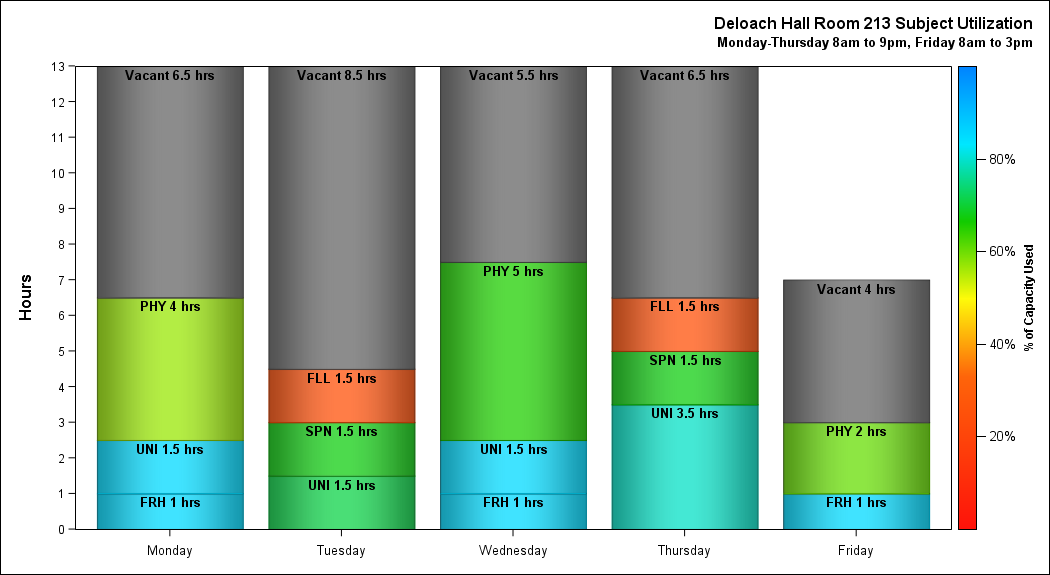 Deloach Hall Room 213 Subject Utilization
Monday-Thursday 8am to 9pm, Friday 8am to 3pm
Hours
13
12
11
10
9
8
7
6
5
4
3
2
1
0
Vacant 6.5 hrs
PHY 4 hrs
UNI 1.5 hrs
FRH 1 hrs
Vacant 8.5 hrs
FLL 1.5 hrs
SPN 1.5 hrs
UNI 1.5 hrs
Vacant 5.5 hrs
PHY 5 hrs
UNI 1.5 hrs
FRH 1 hrs
Vacant 6.5 hrs
FLL 1.5 hrs
SPN 1.5 hrs
UNI 3.5 hrs
Vacant 4 hrs
PHY 2 hrs
FRH 1 hrs
Monday
Tuesday
Wednesday
Thursday
Friday
80%
60%
40%
20%
% of Capacity Used